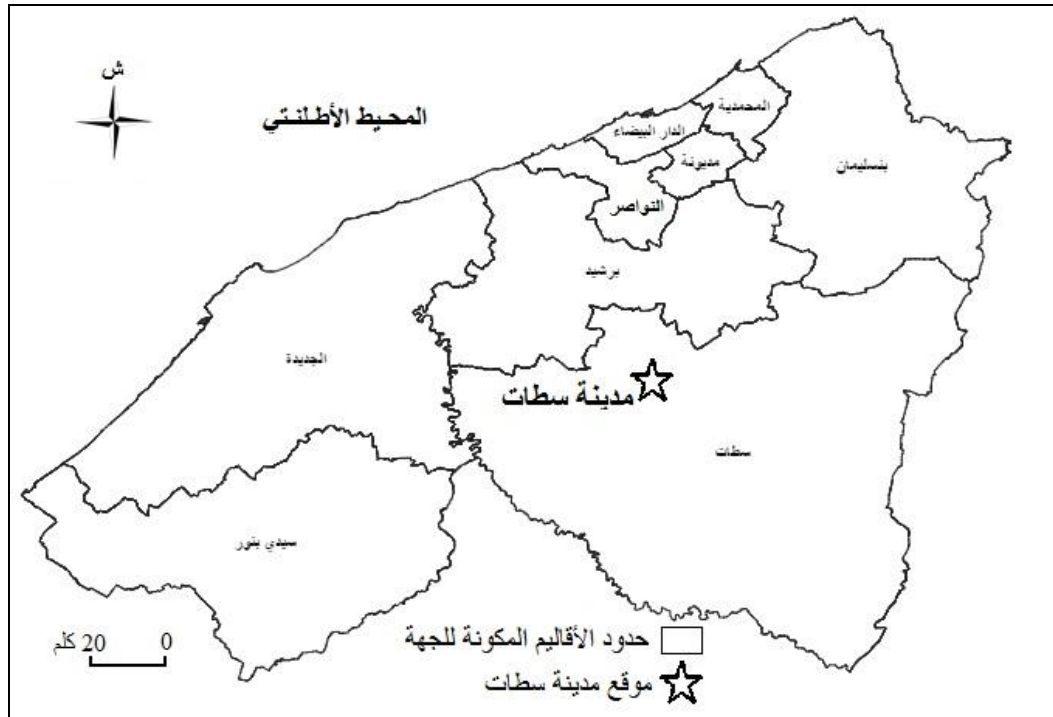 ش
المحيط الأطلنتي
المحمدية
الدار البيضاء
مديونة
بنسليمان
النواصر
برشيد
الجديدة
مدينة سطات
سطات
سيدي بنور
حدود الأقاليم المكونة للجهة
موقع مدينة سطات
0 20 كلم